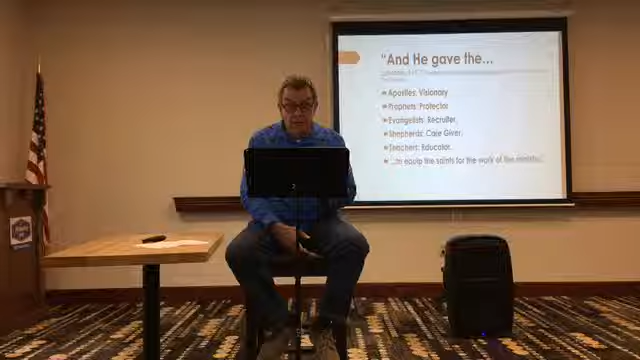 "And He gave the...
Apostles: Visionary
Prophets: Protector
Evangelists: Recruiter.
Shepherds: Care Giver.
Teachers: Educator.
...to equip the saints for the work of the ministry.